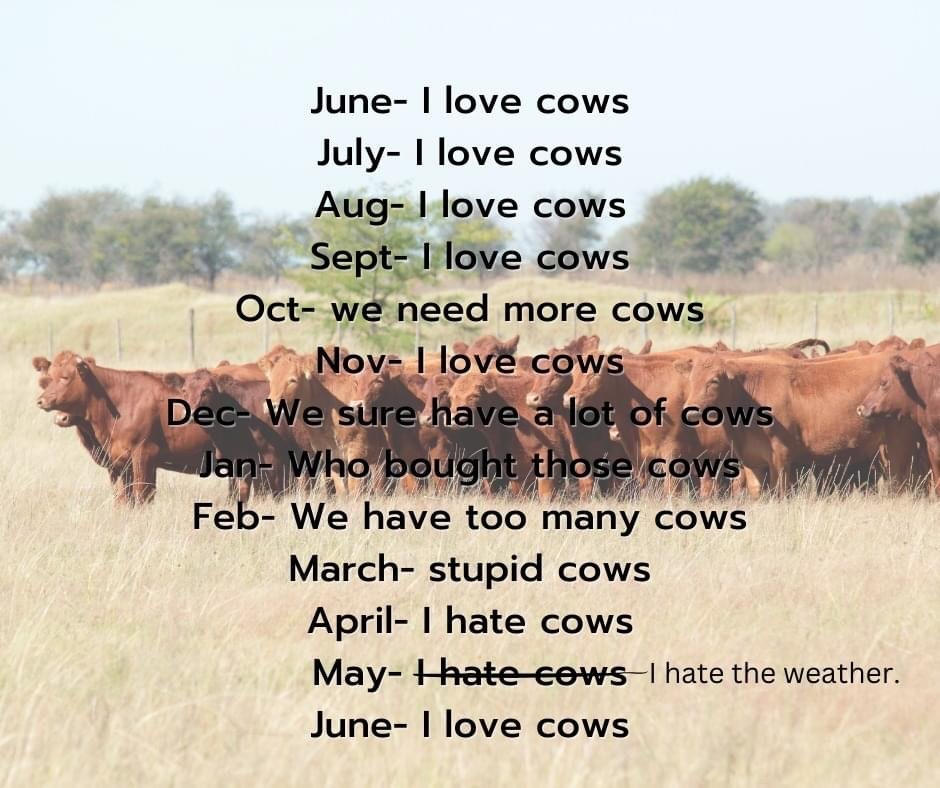 June- I love cows
July- I love cows
Aug- I love cows
Sept- I love cows
Oct- we need more cows
Nov- I love cows
Dec- We sure have a lot of cows
Jan- Who bought those cows
Feb- We have too many cows
March- stupid cows
April- I hate cows
May- I hate cows I hate the weather.
June- I love cows